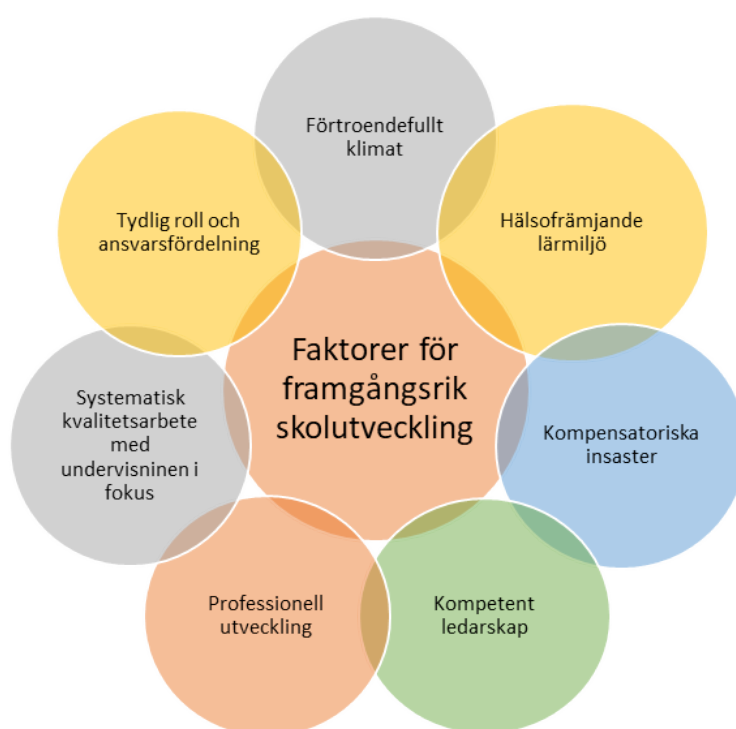 Förtroendefullt
klimat
Hälsofrämjande
lärmiljö
Kompensatoriska
insaster
Kompetent
ledarskap
Professionell
utveckling
Systematisk
kvalitetsarbete
med
undervisninen i
fokus
Tydlig roll och
ansvarsfördelning
Faktorer för
framgångsrik
skolutveckling